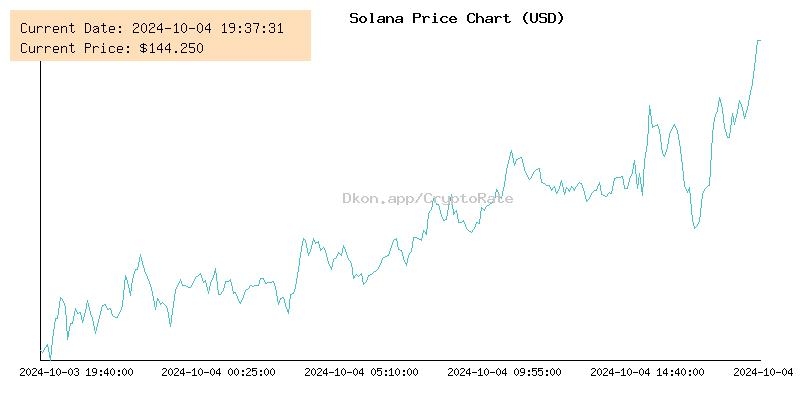 Solana Price Chart (USD)
Current Date: 2024-10-04 19:37:31
Current Price: $144.250
Dkon.app/CryptoRate
2024-10-03 19:40:00 2024-10-04 00:25:00 2024-10-04 05:10:00 2024-10-04 09:55:00 2024-10-04 14:40:00 2024-10-04